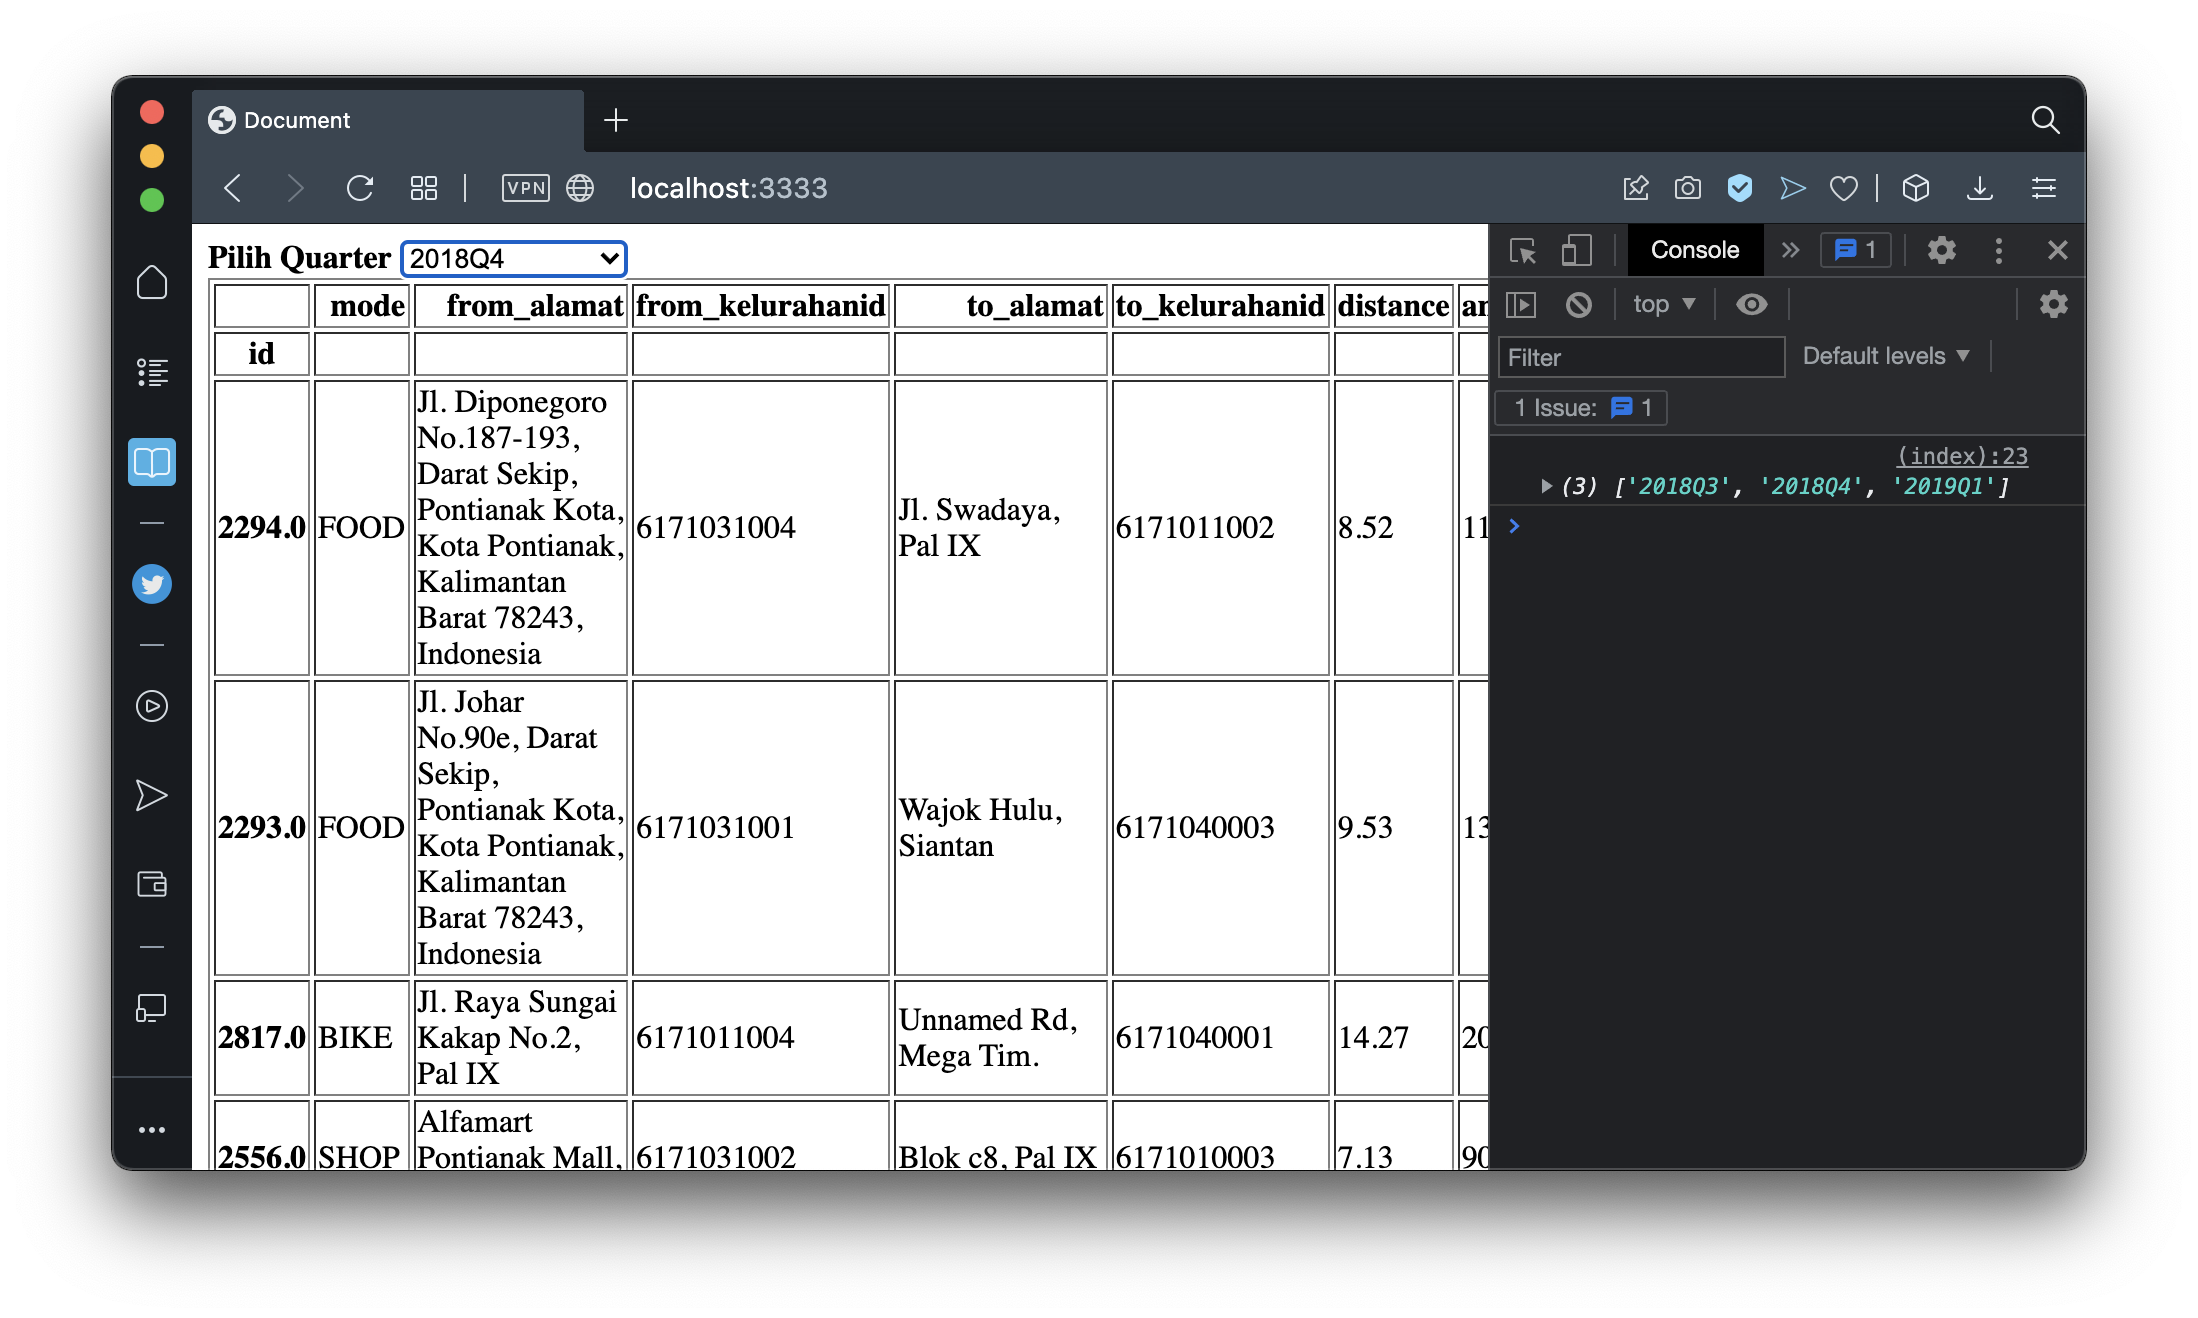 Document
VPN
localhost:3333
Pilih Quarter 2018Q4
mode from_alamat from_kelurahanid to_alamat to_kelurahanid distance
id
2294.0 FOOD Jl. Diponegoro No.187-193, Darat Sekip, Pontianak Kota, Kota Pontianak, Kalimantan Barat 78243, Indonesia 6171031004 Jl. Swadaya, Pal IX 6171011002 8.52 11
2293.0 FOOD Jl. Johar No.90e, Darat Sekip, Pontianak Kota, Kota Pontianak, Kalimantan Barat 78243, Indonesia 6171031001 Wajok Hulu, Siantan 6171040003 9.53 13
2817.0 BIKE Jl. Raya Sungai Kakap No.2, Pal IX 6171011004 Unnamed Rd, Mega Tim. 6171040001 14.27 20
2556.0 SHOP Alfamart Pontianak Mall, 6171031002 Blok c8, Pal IX 6171010003 7.13 90
Console 1
top
Filter Default levels
1 Issue: 1
(index):23
(3) ['2018Q3', '2018Q4', '2019Q1']